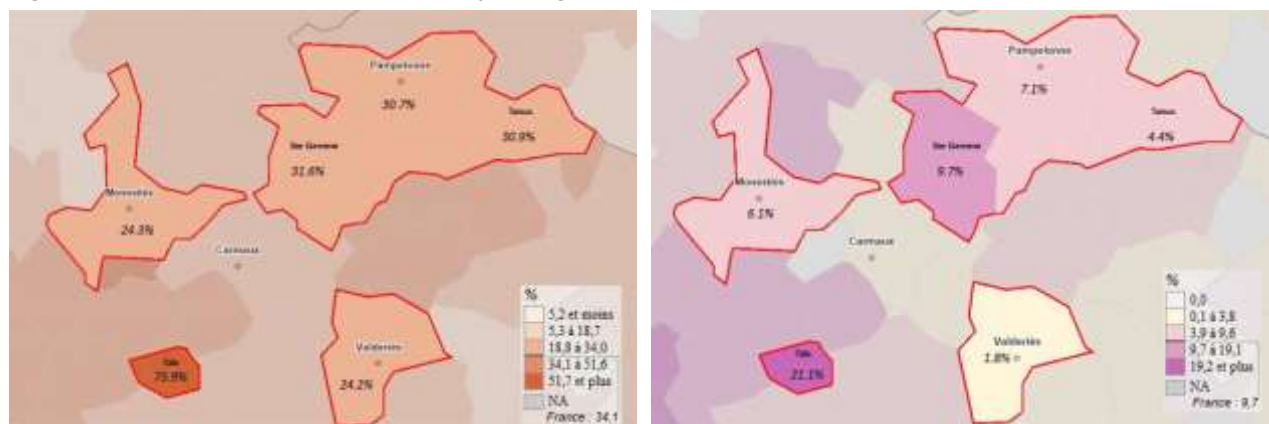 Pampelonne
30.7%
Tanus
30.9%
Ste Gemme
31.6%
Monestiés
24.3%
Carmaux
Valderiès
24.2%
75.9%
%
5,2 et moins
5,3 à 18,7
18,8 à 34,0
34,1 à 51,6
51,7 et plus
NA
France : 34,1
Pampelonne
7.1%
Tanus
4.4%
Ste Gemme
9.7%
Monestiés
6.1%
Carmaux
Valderiès
1.8%
21.1%
%
0,0
0,1 à 3,8
3,9 à 9,6
9,7 à 19,1
19,2 et plus
NA
France : 9,7